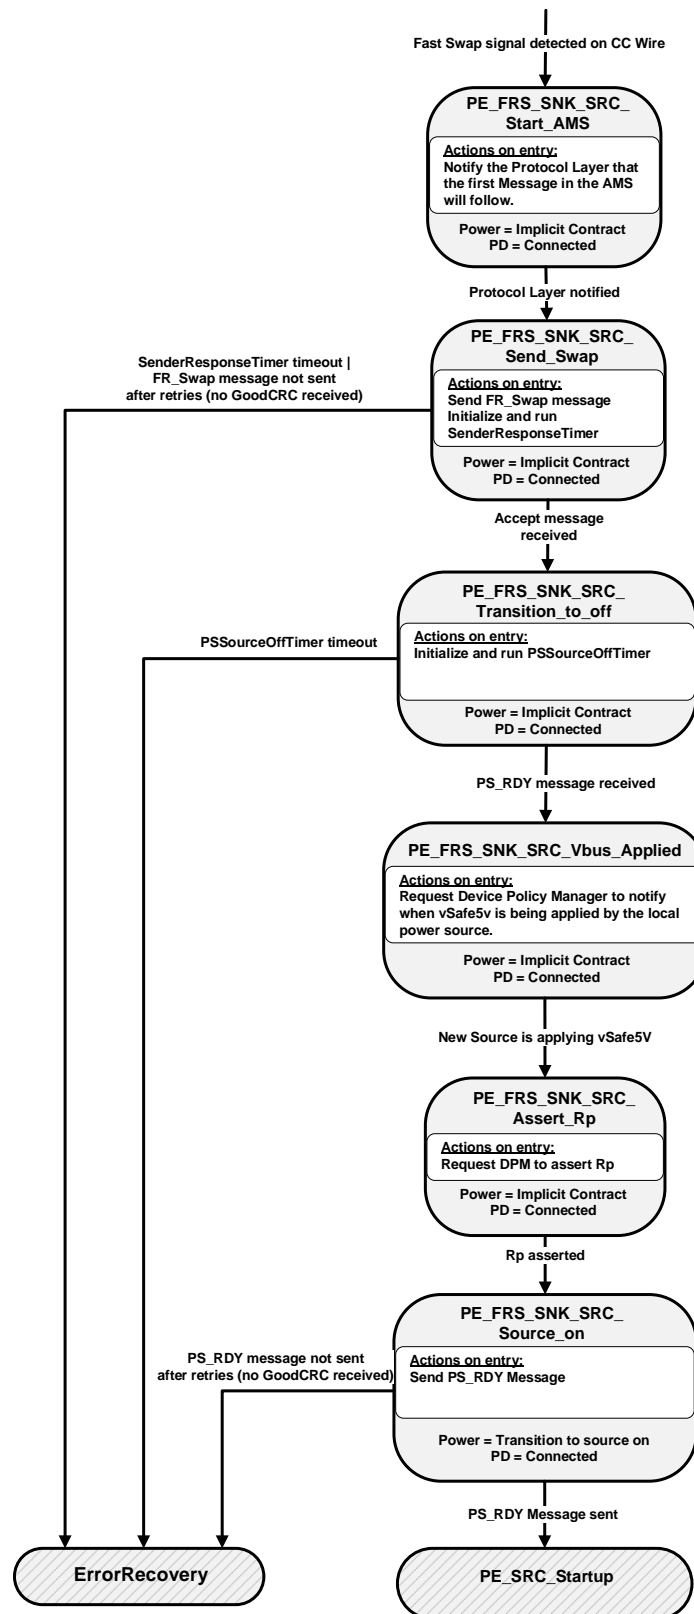 Fast Swap signal detected on CC Wire
PE_FRS_SNK_SRC_
Start_AMS
Actions on entry:
Notify the Protocol Layer that
the first Message in the AMS
will follow.
Power = Implicit Contract
PD = Connected
Protocol Layer notified
SenderResponseTimer timeout |
FR_Swap message not sent
after retries (no GoodCRC received)
PE_FRS_SNK_SRC_
Send_Swap
Actions on entry:
Send FR_Swap message
Initialize and run
SenderResponseTimer
Power = Implicit Contract
PD = Connected
Accept message
received
PE_FRS_SNK_SRC_
Transition_to_off
Actions on entry:
Initialize and run PSSourceOffTimer
Power = Implicit Contract
PD = Connected
PSSourceOffTimer timeout
PS_RDY message received
PE_FRS_SNK_SRC_Vbus_Applied
Actions on entry:
Request Device Policy Manager to notify
when vSafe5v is being applied by the local
power source.
Power = Implicit Contract
PD = Connected
New Source is applying vSafe5V
PE_FRS_SNK_SRC_
Assert_Rp
Actions on entry:
Request DPM to assert Rp
Power = Implicit Contract
PD = Connected
Rp asserted
PE_FRS_SNK_SRC_
Source_on
Actions on entry:
Send PS_RDY Message
Power = Transition to source on
PD = Connected
PS_RDY message not sent
after retries (no GoodCRC received)
PS_RDY Message sent
ErrorRecovery
PE_SRC_Startup